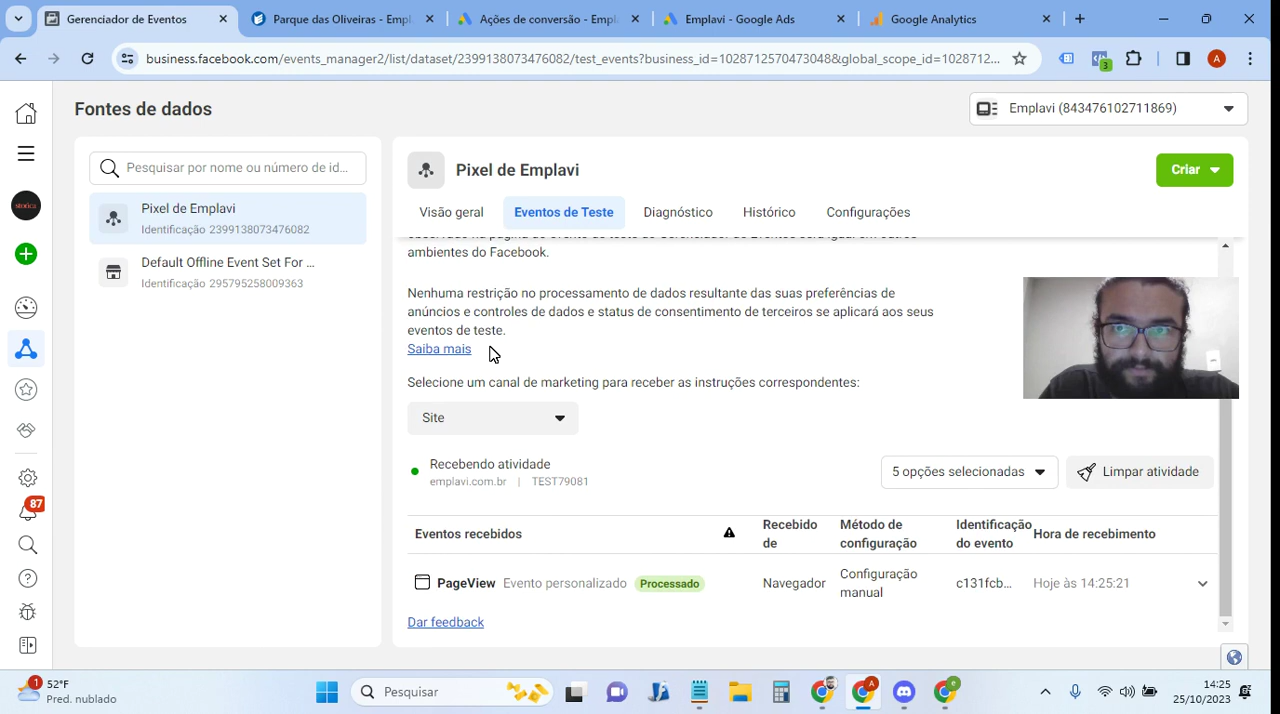 Gerenciador de Eventos
Parque das Oliveiras - Empl
Ações de conversão - Empl
Emplavi - Google Ads
Google Analytics
business.facebook.com/events_manager2/list/dataset/2399138073476082/test_events?business_id=1028712570473048&global_scope_id=1028712...
3
A
Fontes de dados
Emplavi (843476102711869)
Pesquisar por nome ou número de id...
Pixel de Emplavi
Identificação 2399138073476082
Default Offline Event Set For ...
Identificação 295795258009363
storica
87
Pixel de Emplavi
Criar
Visão geral
Eventos de Teste
Diagnóstico
Histórico
Configurações
ambientes do Facebook.
Nenhuma restrição no processamento de dados resultante das suas preferências de
anúncios e controles de dados e status de consentimento de terceiros se aplicará aos seus
eventos de teste.
Saiba mais
Selecione um canal de marketing para receber as instruções correspondentes:
Site
Recebendo atividade
emplavi.com.br | TEST79081
5 opções selecionadas
Limpar atividade
Eventos recebidos
Recebido
de
Método de
configuração
Identificação
do evento
Hora de recebimento
PageView Evento personalizado Processado
Navegador
Configuração
manual
c131fcb...
Hoje às 14:25:21
Dar feedback
1
52°F
Pred. nublado
Pesquisar
A
e
14:25
25/10/2023